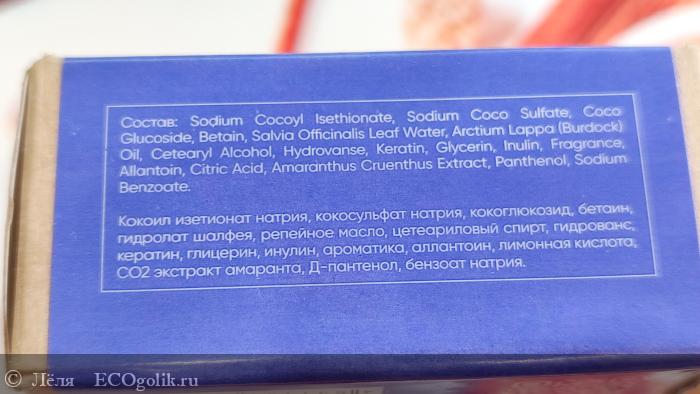 Состав: Sodium Cocoyl Isethionate, Sodium Coco Sulfate, Coco
Glucoside, Betain, Salvia Officinalis Leaf Water, Arctium Lappa (Burdock)
Oil, Cetearyl Alcohol, Hydrovanse, Keratin, Glycerin, Inulin, Fragrance,
Allantoin, Citric Acid, Amaranthus Cruenthus Extract, Panthenol, Sodium
Benzoate.
Кокоил изетионат натрия, кокосульфат натрия, кокоглюкозид, бетаин,
гидролат шалфея, репейное масло, цетеариловый спирт, гидрованс,
кератин, глицерин, инулин, ароматика, аллантоин, лимонная кислота,
СО2 экстракт амаранта, Д-пантенол, бензоат натрия.
© Лёля ECOgolik.ru